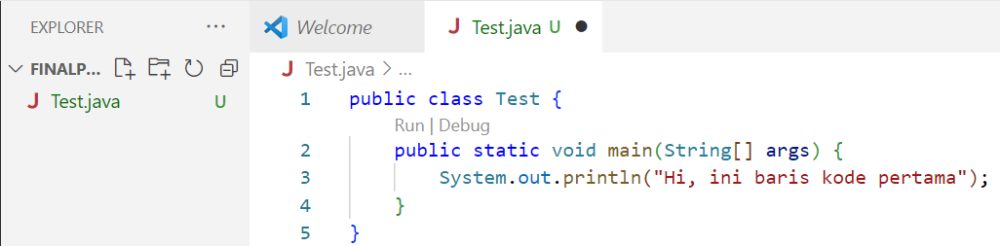 EXPLORER ...
FINALP...
J Test.java U
Welcome
J Test.java U
J Test.java > ...
1 public class Test {
Run | Debug
2 public static void main(String[] args) {
3 System.out.println("Hi, ini baris kode pertama");
4 }
5 }